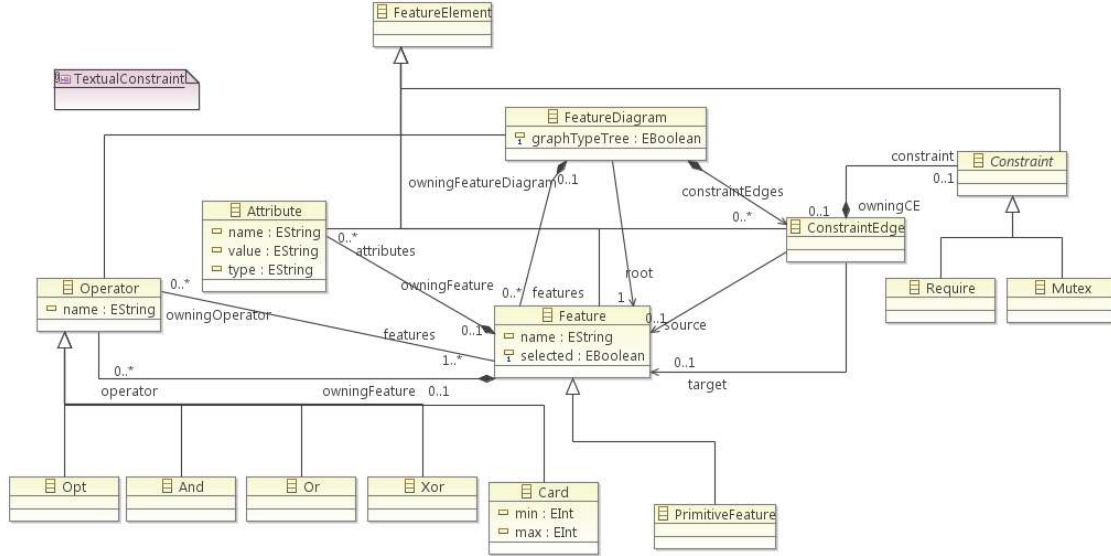 FeatureElement
TextualConstraint
FeatureDiagram
graphTypeTree : EBoolean
constraint
0..1
Constraint
owningFeatureDiagram
0..1
constraintEdges
0..*
0..1
owningCE
ConstraintEdge
Attribute
name : EString
value : EString
type : EString
0..*
attributes
owningFeature
0..1
root
1
0..*
features
Require
Mutex
Operator
name : EString
0..*
owningOperator
features
1..*
Feature
name : EString
selected : EBoolean
0..1
source
0..1
target
0..*
operator
owningFeature
0..1
Opt
And
Or
Xor
Card
min : EInt
max : EInt
PrimitiveFeature